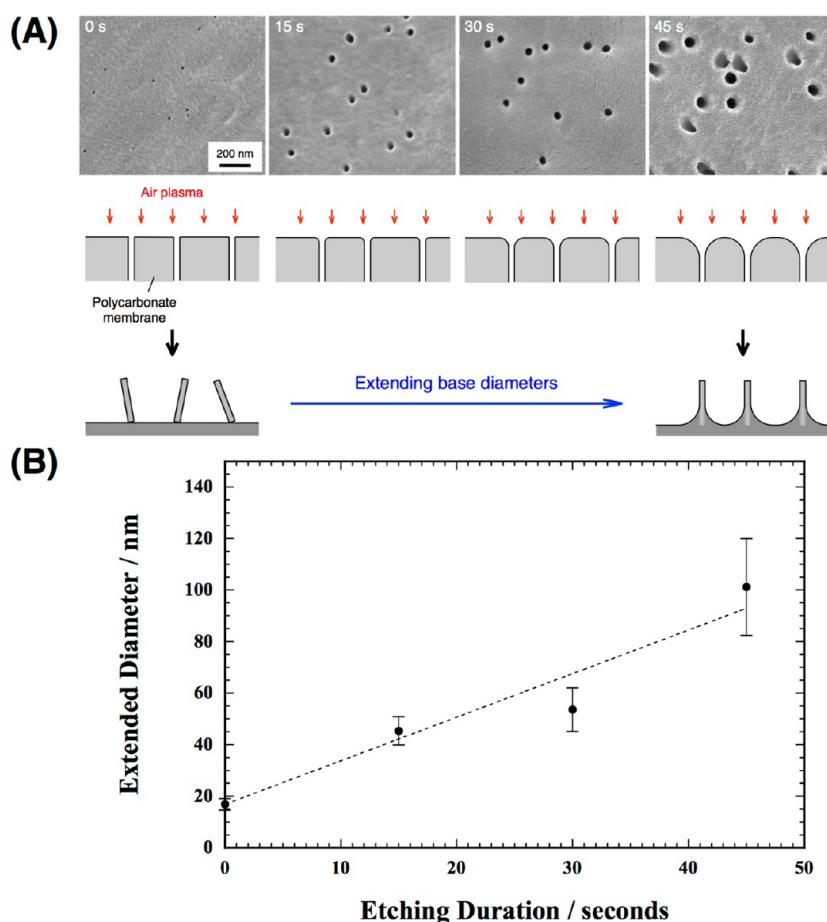 (A)
0 s
15 s
30 s
45 s
200 nm
Air plasma
Polycarbonate
membrane
Extending base diameters
(B)
Extended Diameter / nm
140
120
100
80
60
40
20
0
0
10
20
30
40
50
Etching Duration / seconds